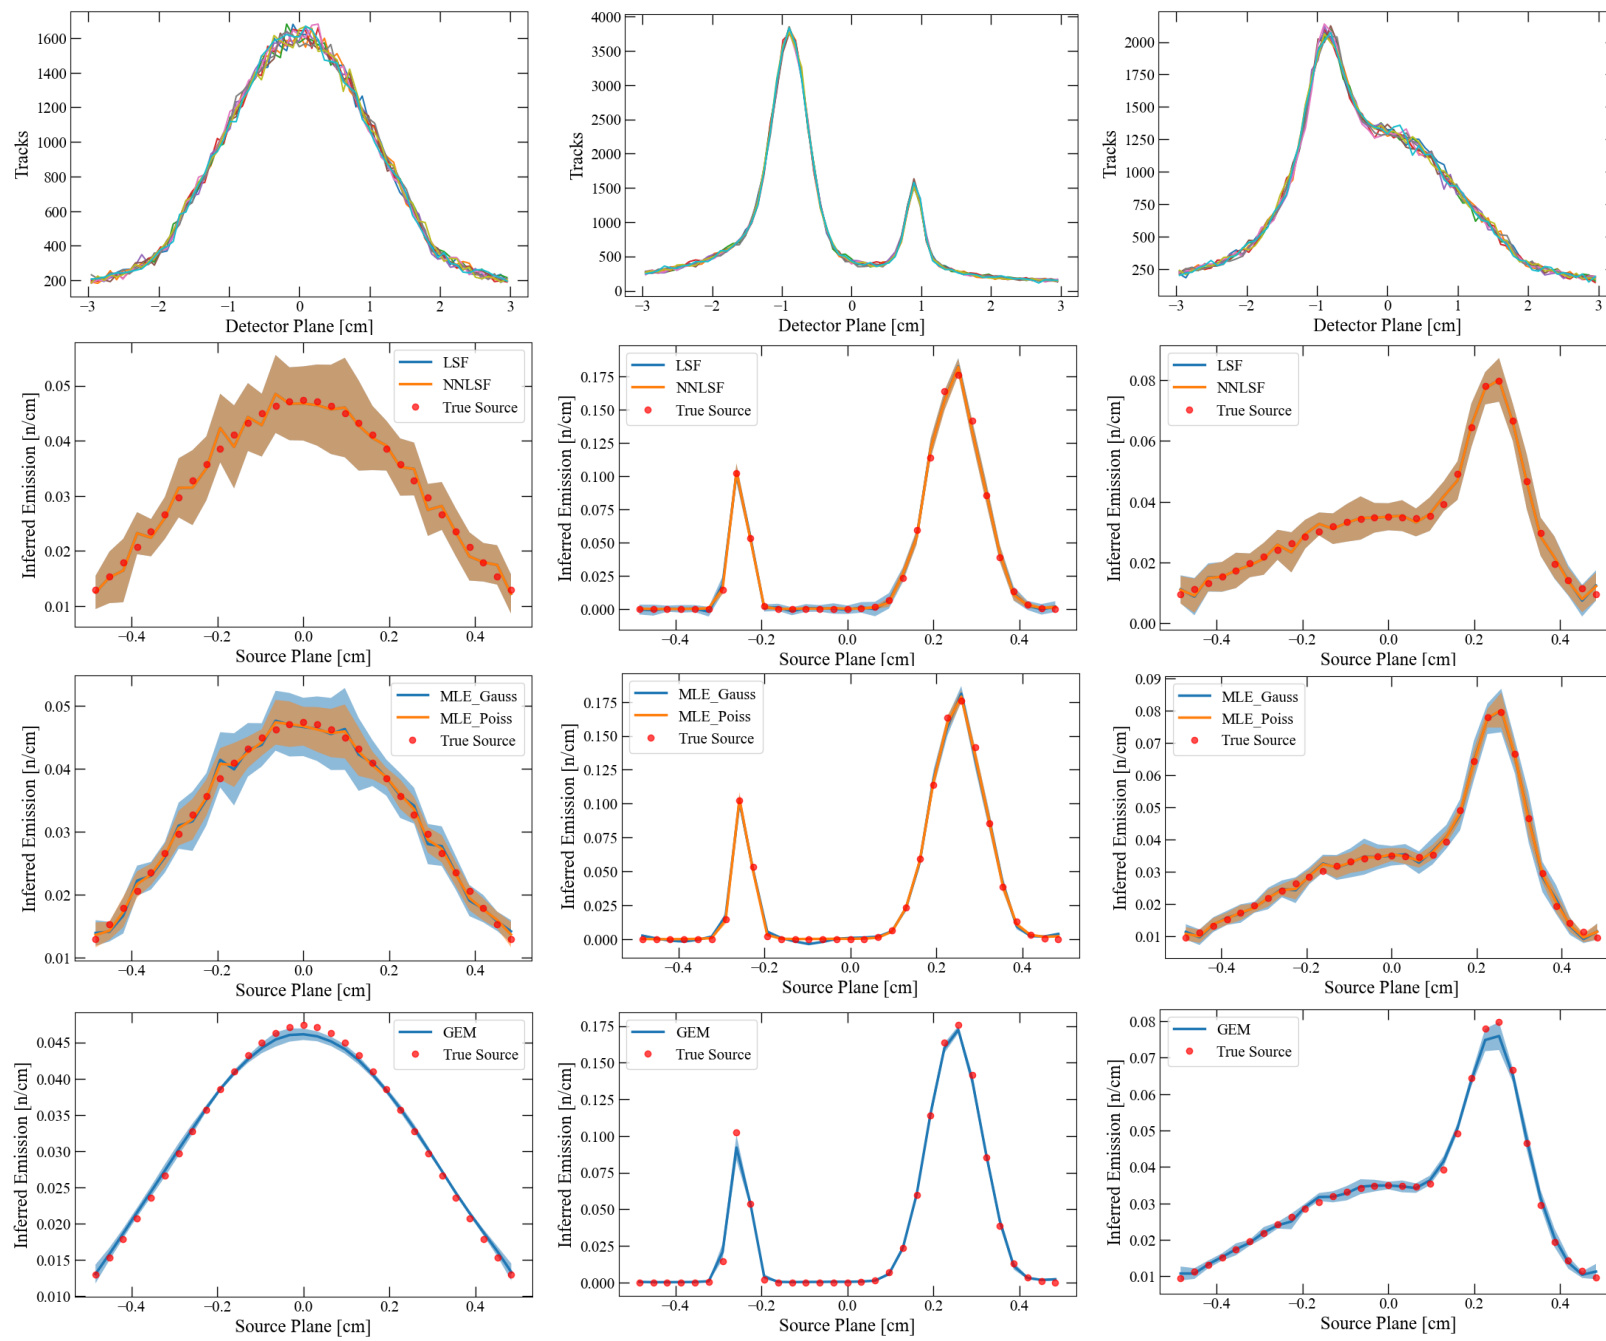 1600
1400
1200
1000
800
600
400
200
Tracks
−3 −2 −1 0 1 2 3
Detector Plane [cm]
4000
3500
3000
2500
2000
1500
1000
500
0
Tracks
−3 −2 −1 0 1 2 3
Detector Plane [cm]
2000
1750
1500
1250
1000
750
500
250
Tracks
−3 −2 −1 0 1 2 3
Detector Plane [cm]
LSF
NNLSF
True Source
0.05
0.04
0.03
0.02
0.01
Inferred Emission [n/cm]
−0.4 −0.2 0.0 0.2 0.4
Source Plane [cm]
LSF
NNLSF
True Source
0.175
0.150
0.125
0.100
0.075
0.050
0.025
0.000
Inferred Emission [n/cm]
−0.4 −0.2 0.0 0.2 0.4
Source Plane [cm]
LSF
NNLSF
True Source
0.08
0.06
0.04
0.02
0.00
Inferred Emission [n/cm]
−0.4 −0.2 0.0 0.2 0.4
Source Plane [cm]
MLE_Gauss
MLE_Poiss
True Source
0.05
0.04
0.03
0.02
0.01
Inferred Emission [n/cm]
−0.4 −0.2 0.0 0.2 0.4
Source Plane [cm]
MLE_Gauss
MLE_Poiss
True Source
0.175
0.150
0.125
0.100
0.075
0.050
0.025
0.000
Inferred Emission [n/cm]
−0.4 −0.2 0.0 0.2 0.4
Source Plane [cm]
MLE_Gauss
MLE_Poiss
True Source
0.09
0.08
0.07
0.06
0.05
0.04
0.03
0.02
0.01
Inferred Emission [n/cm]
−0.4 −0.2 0.0 0.2 0.4
Source Plane [cm]
GEM
True Source
0.045
0.040
0.035
0.030
0.025
0.020
0.015
0.010
Inferred Emission [n/cm]
−0.4 −0.2 0.0 0.2 0.4
Source Plane [cm]
GEM
True Source
0.175
0.150
0.125
0.100
0.075
0.050
0.025
0.000
Inferred Emission [n/cm]
−0.4 −0.2 0.0 0.2 0.4
Source Plane [cm]
GEM
True Source
0.08
0.07
0.06
0.05
0.04
0.03
0.02
0.01
Inferred Emission [n/cm]
−0.4 −0.2 0.0 0.2 0.4
Source Plane [cm]